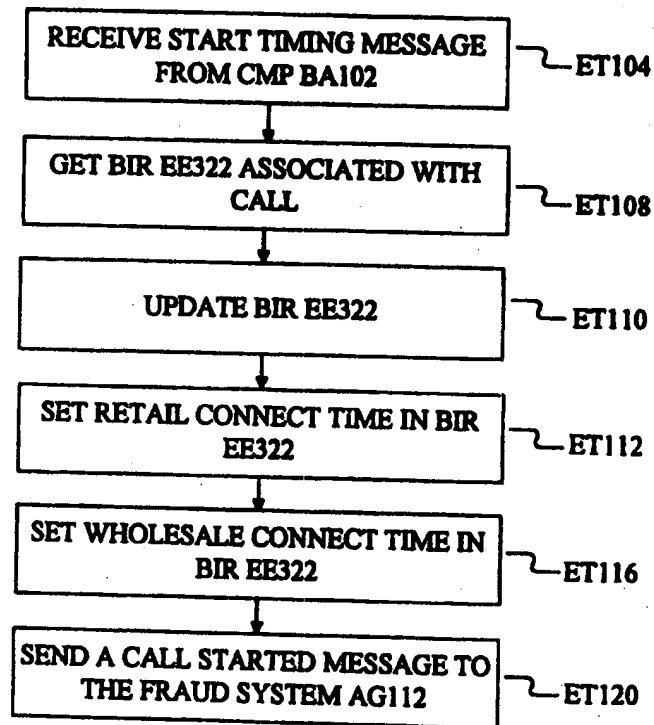 RECEIVE START TIMING MESSAGE
FROM CMP BA102
ET104
GET BIR EE322 ASSOCIATED WITH
CALL
ET108
UPDATE BIR EE322
ET110
SET RETAIL CONNECT TIME IN BIR
EE322
ET112
SET WHOLESALE CONNECT TIME IN
BIR EE322
ET116
SEND A CALL STARTED MESSAGE TO
THE FRAUD SYSTEM AG112
ET120